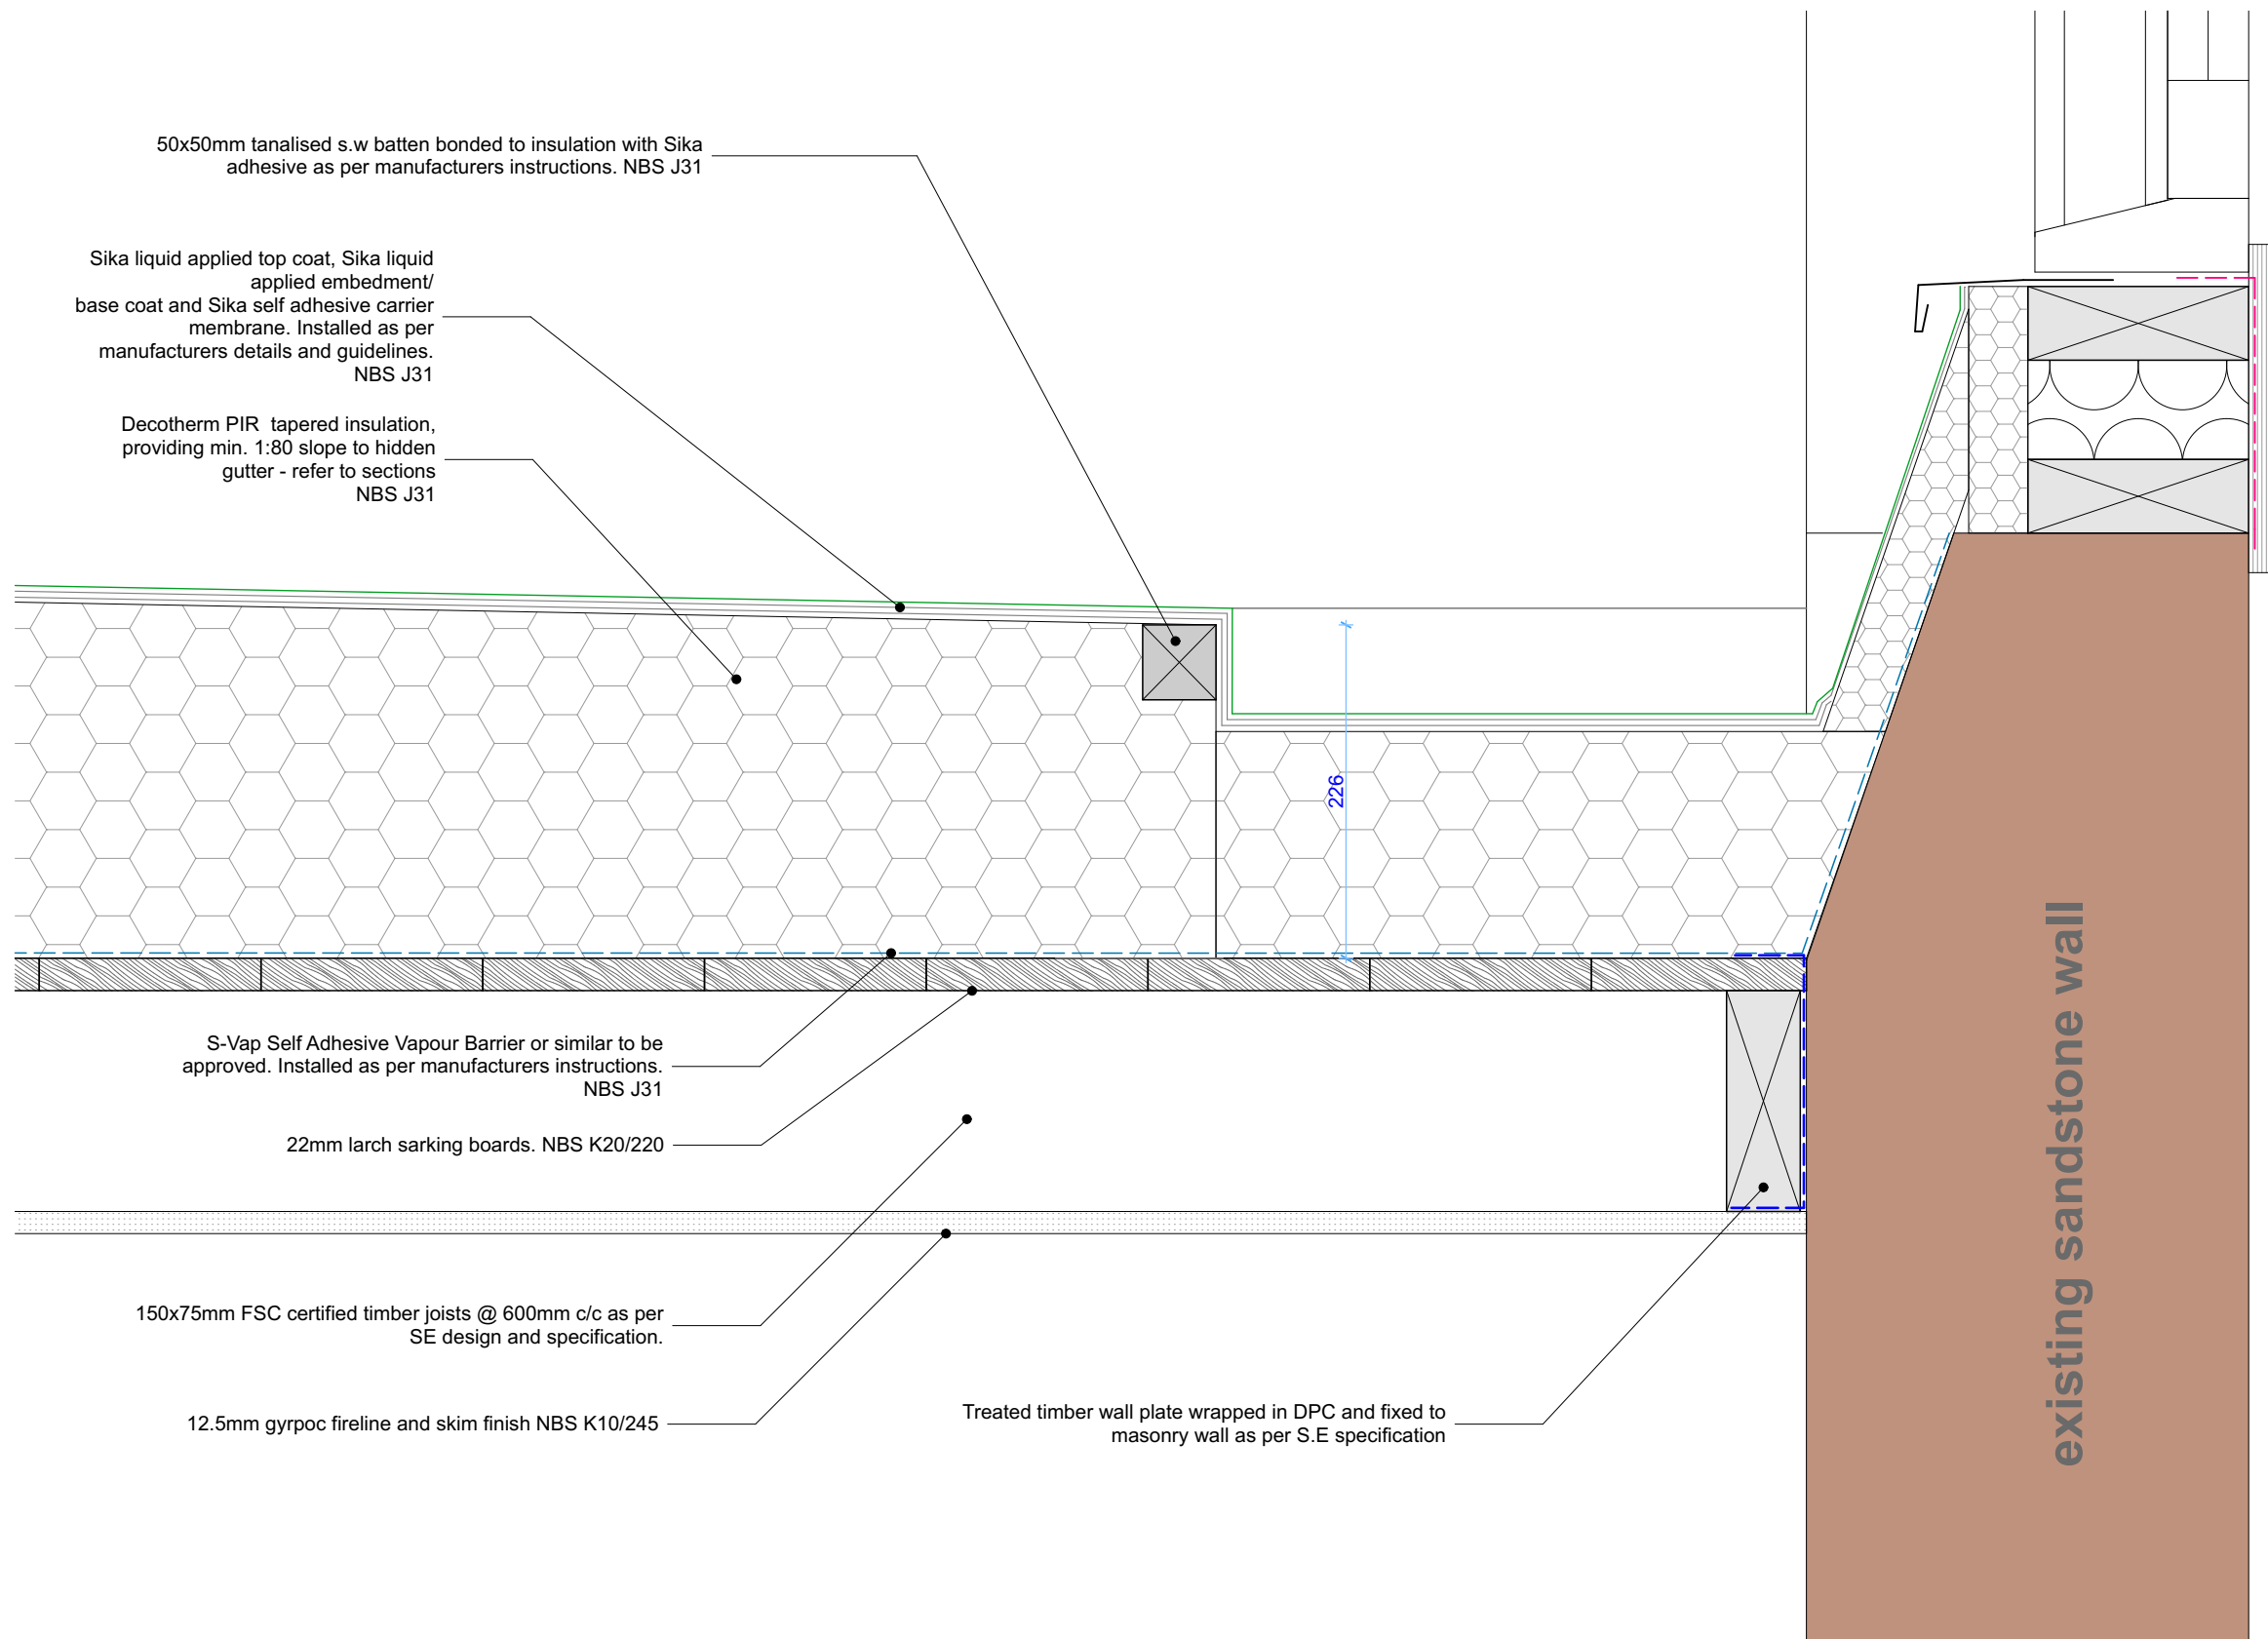 50x50mm tanalised s.w batten bonded to insulation with Sika
adhesive as per manufacturers instructions. NBS J31
Sika liquid applied top coat, Sika liquid
applied embedment/
base coat and Sika self adhesive carrier
membrane. Installed as per
manufacturers details and guidelines.
NBS J31
Decotherm PIR  tapered insulation,
providing min. 1:80 slope to hidden
gutter - refer to sections
NBS J31
226
S-Vap Self Adhesive Vapour Barrier or similar to be
approved. Installed as per manufacturers instructions.
NBS J31
22mm larch sarking boards. NBS K20/220
150x75mm FSC certified timber joists @ 600mm c/c as per
SE design and specification.
12.5mm gyrpoc fireline and skim finish NBS K10/245
Treated timber wall plate wrapped in DPC and fixed to
masonry wall as per S.E specification
existing sandstone wall